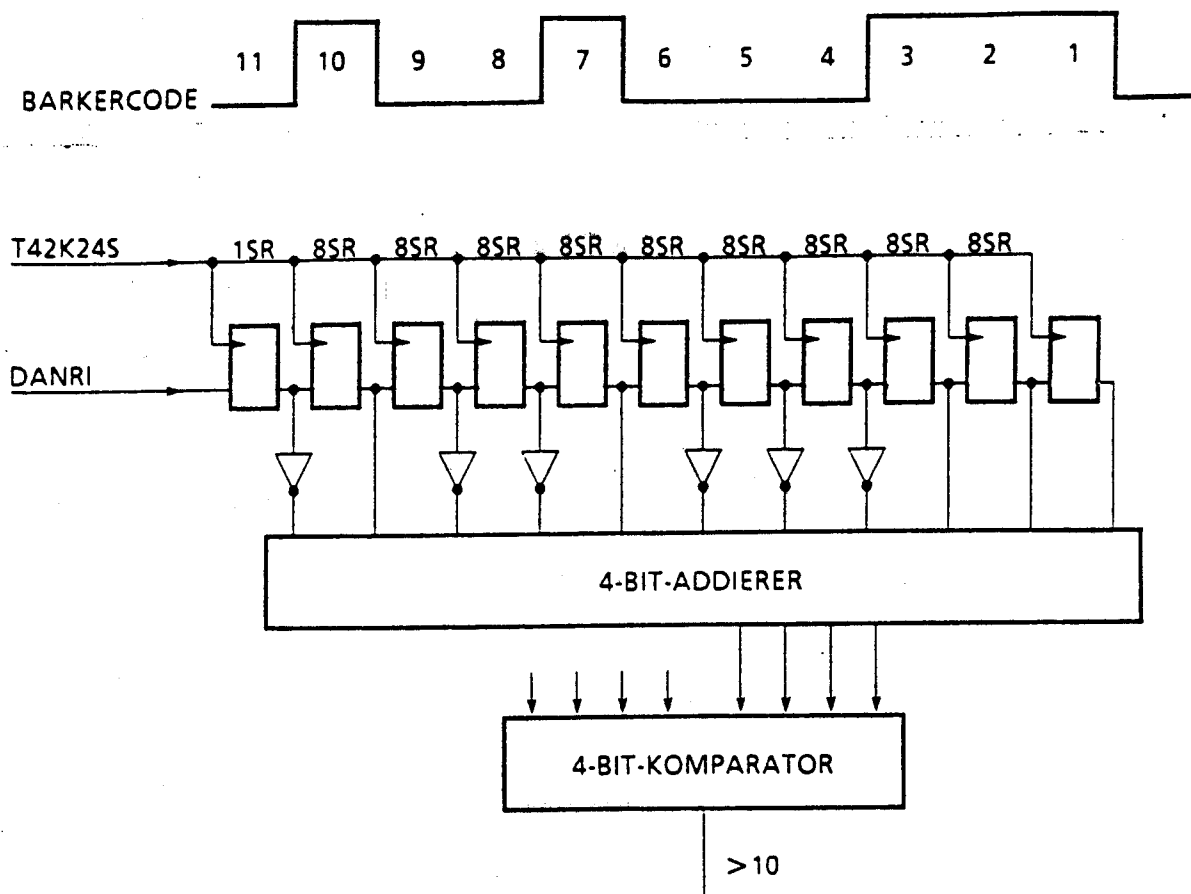 11 10 9 8 7 6 5 4 3 2 1
BARKERCODE
T42K24S
1SR 8SR 8SR 8SR 8SR 8SR 8SR 8SR 8SR 8SR
DANRI
4-BIT-ADDIERER
4-BIT-KOMPARATOR
>10